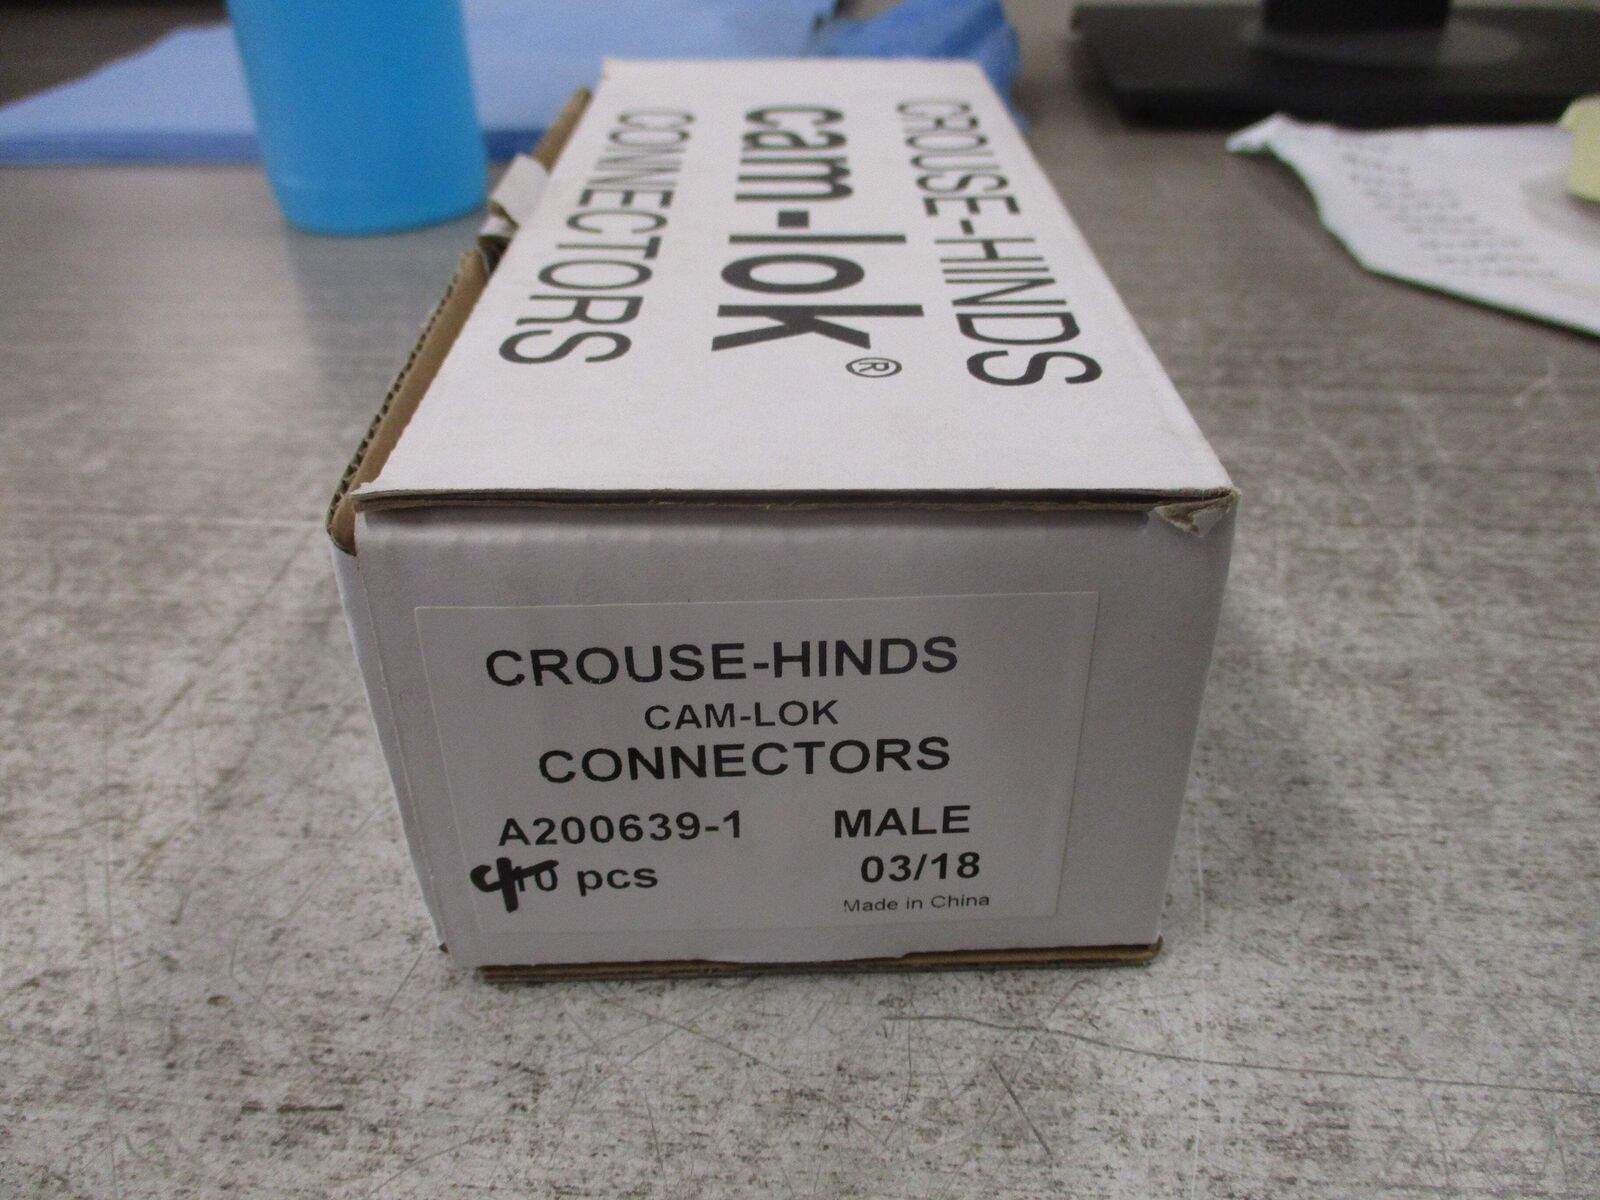 CROUSE-HINDS
cam-lok®
CONNECTORS
CROUSE-HINDS
CAM-LOK
CONNECTORS
A200639-1 MALE
4 10 pcs 03/18
Made in China